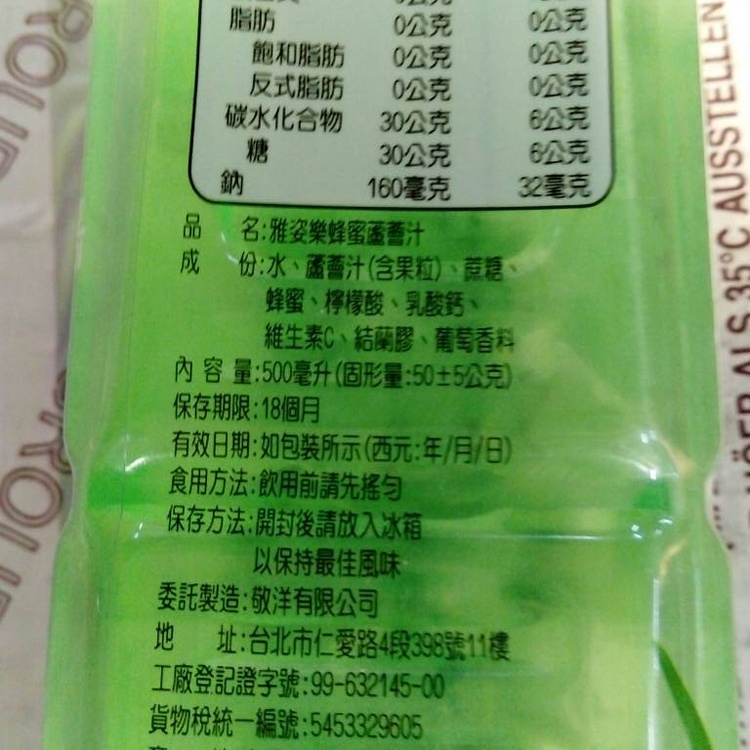 脂肪 0公克 0公克
飽和脂肪 0公克 0公克
反式脂肪 0公克 0公克
碳水化合物 30公克 6公克
糖 30公克 6公克
鈉 160毫克 32毫克
品 名:雅姿樂蜂蜜蘆薈汁
成 份:水、蘆薈汁(含果粒)、蔗糖、
蜂蜜、檸檬酸、乳酸鈣、
維生素C、結蘭膠、葡萄香料
內 容 量:500毫升(固形量:50±5公克)
保存期限:18個月
有效日期:如包裝所示(西元:年/月/日)
食用方法:飲用前請先搖勻
保存方法:開封後請放入冰箱
以保持最佳風味
委託製造:敬洋有限公司
地 址:台北市仁愛路4段398號11樓
工廠登記證字號:99-632145-00
貨物稅統一編號:5453329605
ALS 35°C AUSSTELLEN